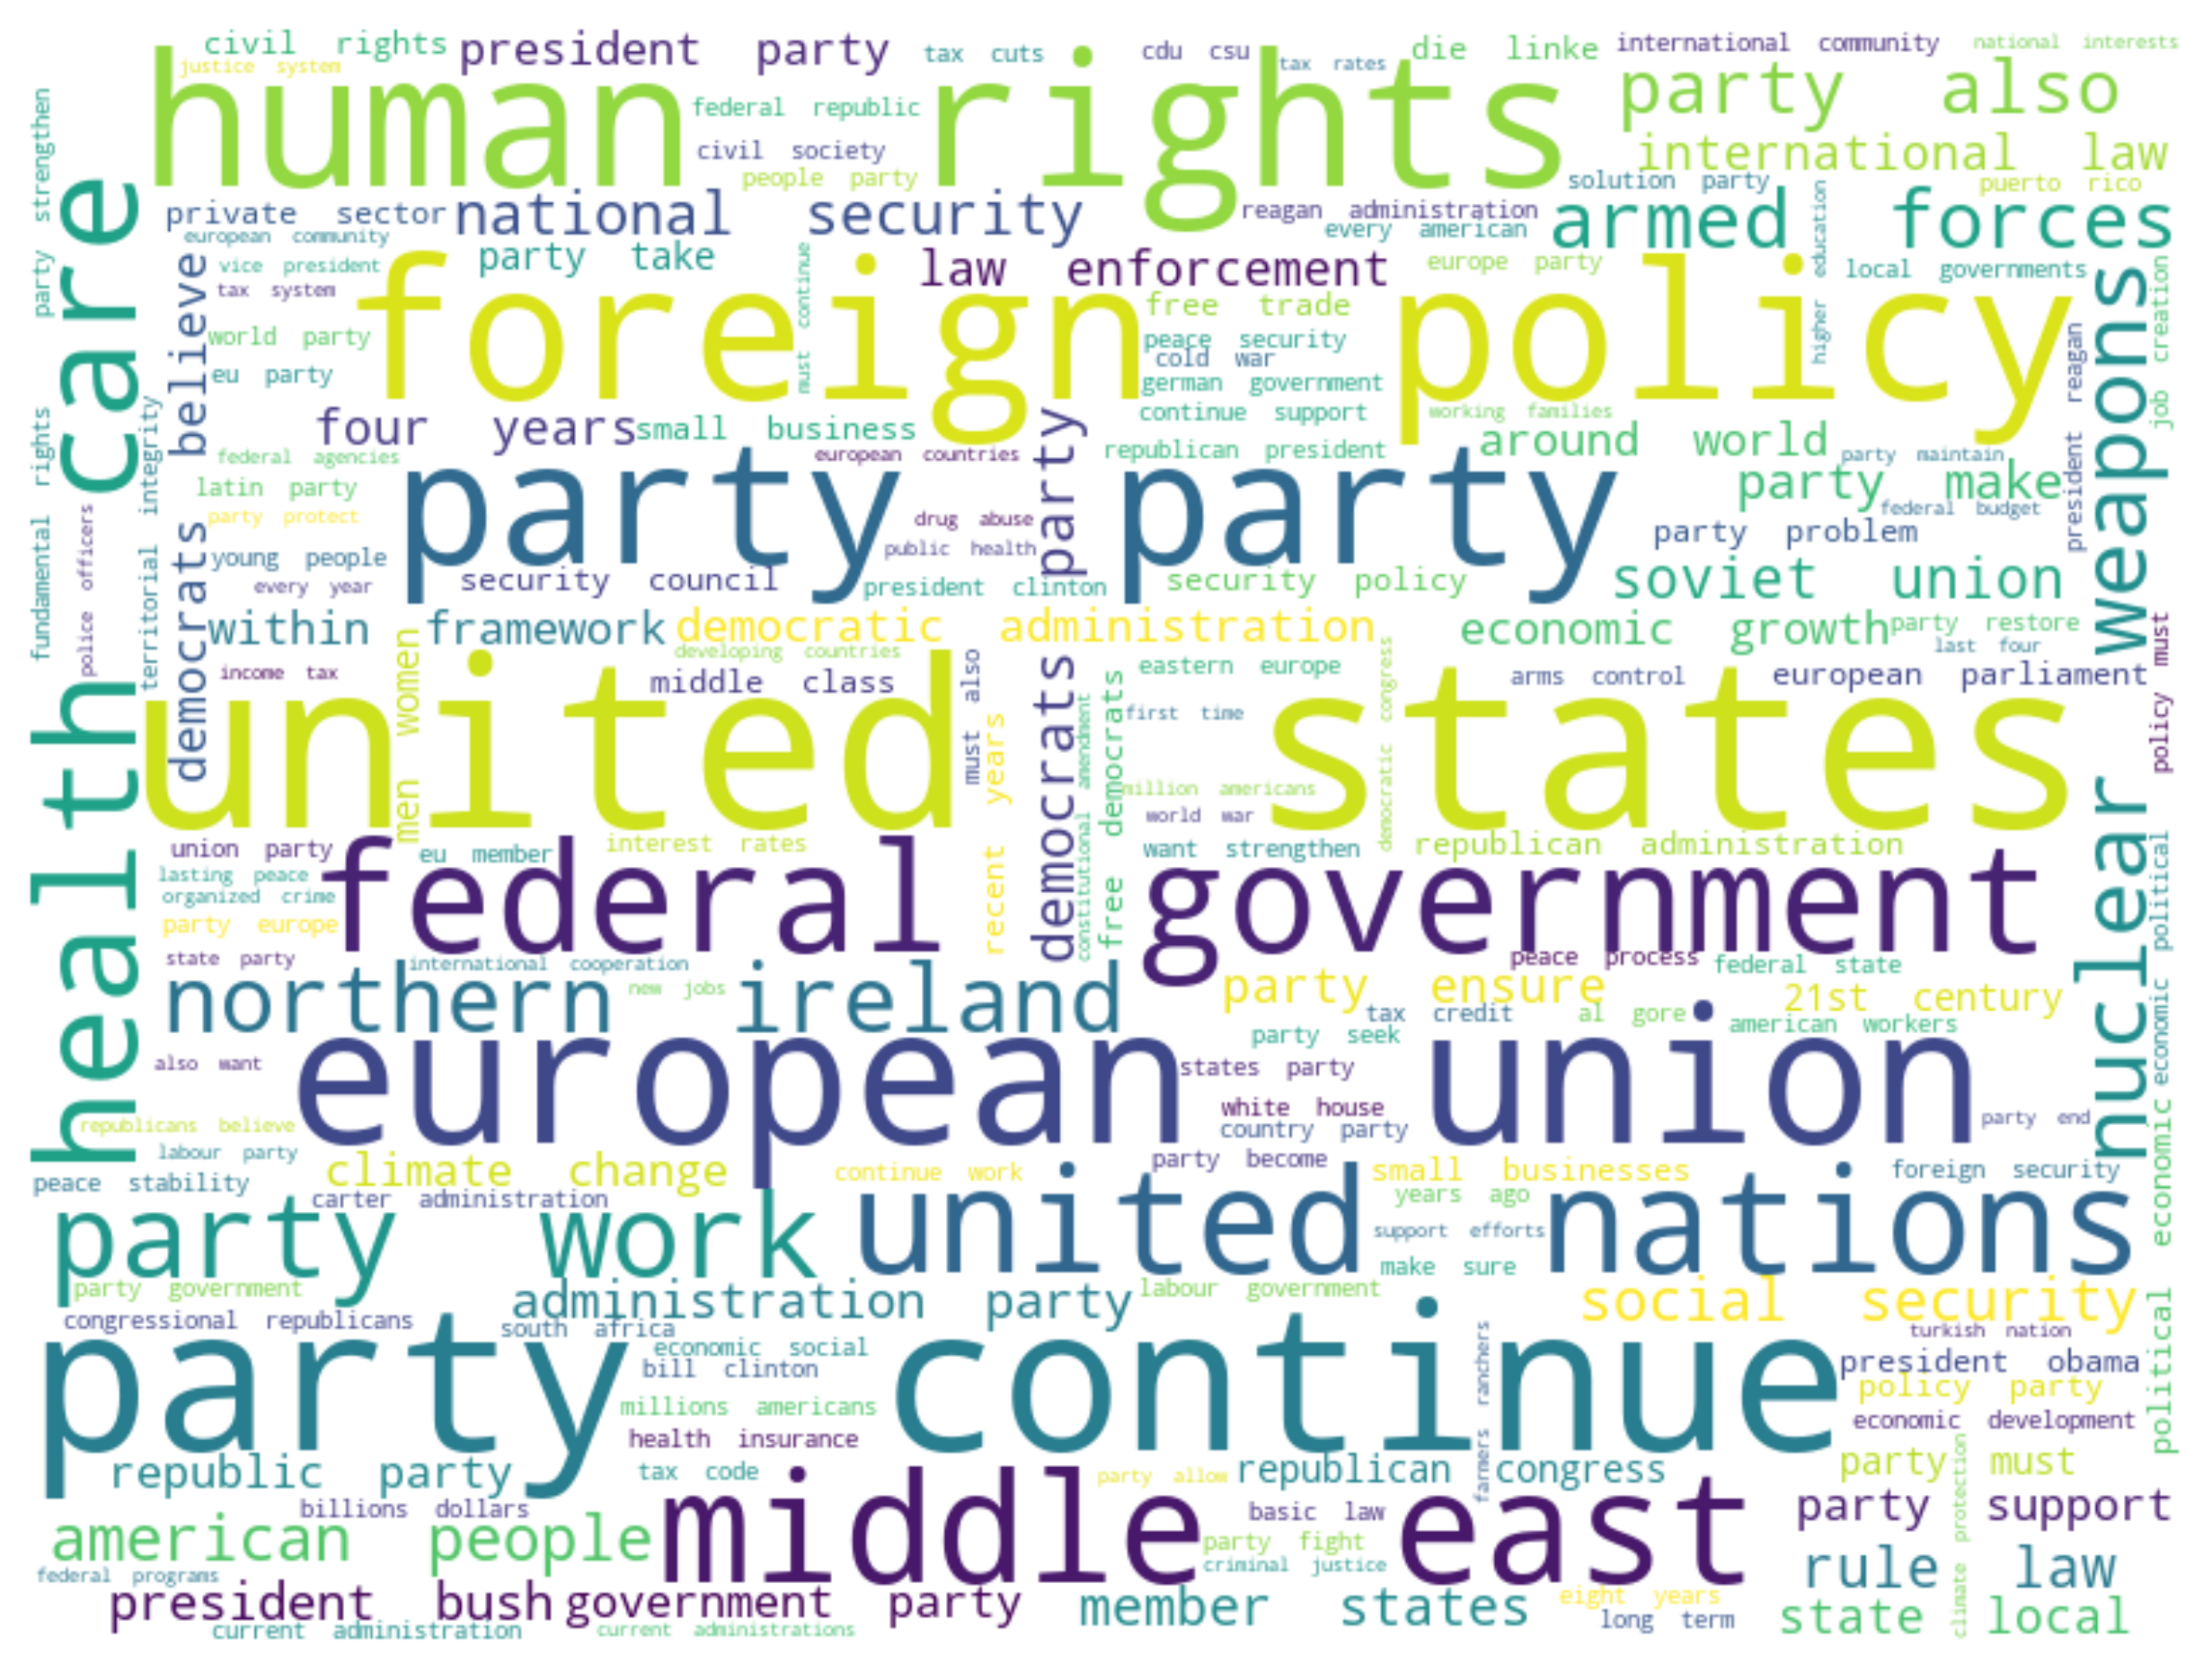 civil rights
president party
tax cuts
cdu csu
die linke
international community
national interests
justice system
tax rates
human rights
party also
federal republic
civil society
international law
people party
solution party
puerto rico
private sector
national security
reagan administration
armed forces
european community
every american
party strengthen
health care
higher education
vice president
party take
law enforcement
europe party
local governments
tax system
must continue
foreign policy
free trade
democrats believe
world party
peace security
cold war
eu party
german government
nuclear weapons
job creation
president reagan
four years
small business
continue support
working families
around world
republican president
federal agencies
european countries
party maintain
fundamental rights
territorial integrity
latin party
party party
party make
federal budget
party protect
drug abuse
democrats party
party problem
police officers
young people
public health
every year
security council
president clinton
security policy
soviet union
within framework
democratic administration
economic growth
party restore
last four
developing countries
income tax
men women
middle class
must also
eastern europe
democratic congress
arms control
european parliament
policy must
united states
recent years
constitutional amendment
free democrats
first time
million americans
world war
union party
eu member
interest rates
want strengthen
republican administration
lasting peace
organized crime
federal government
party europe
economic political
state party
international cooperation
peace process
federal state
northern ireland
new jobs
party ensure
21st century
tax credit
al gore
american workers
party seek
european union
also want
states party
white house
party end
republicans believe
country party
labour party
party become
climate change
continue work
small businesses
foreign security
peace stability
carter administration
years ago
party work
united nations
support efforts
political economic
make sure
party government
administration party
labour government
social security
congressional republicans
south africa
farmers ranchers
turkish nation
party continue
economic social
president obama
bill clinton
policy party
millions americans
economic development
health insurance
republic party
tax code
party allow
republican congress
party must
climate protection
billions dollars
middle east
basic law
party support
american people
party fight
criminal justice
rule law
federal programs
president bush
government party
member states
eight years
long term
state local
current administration
current administrations